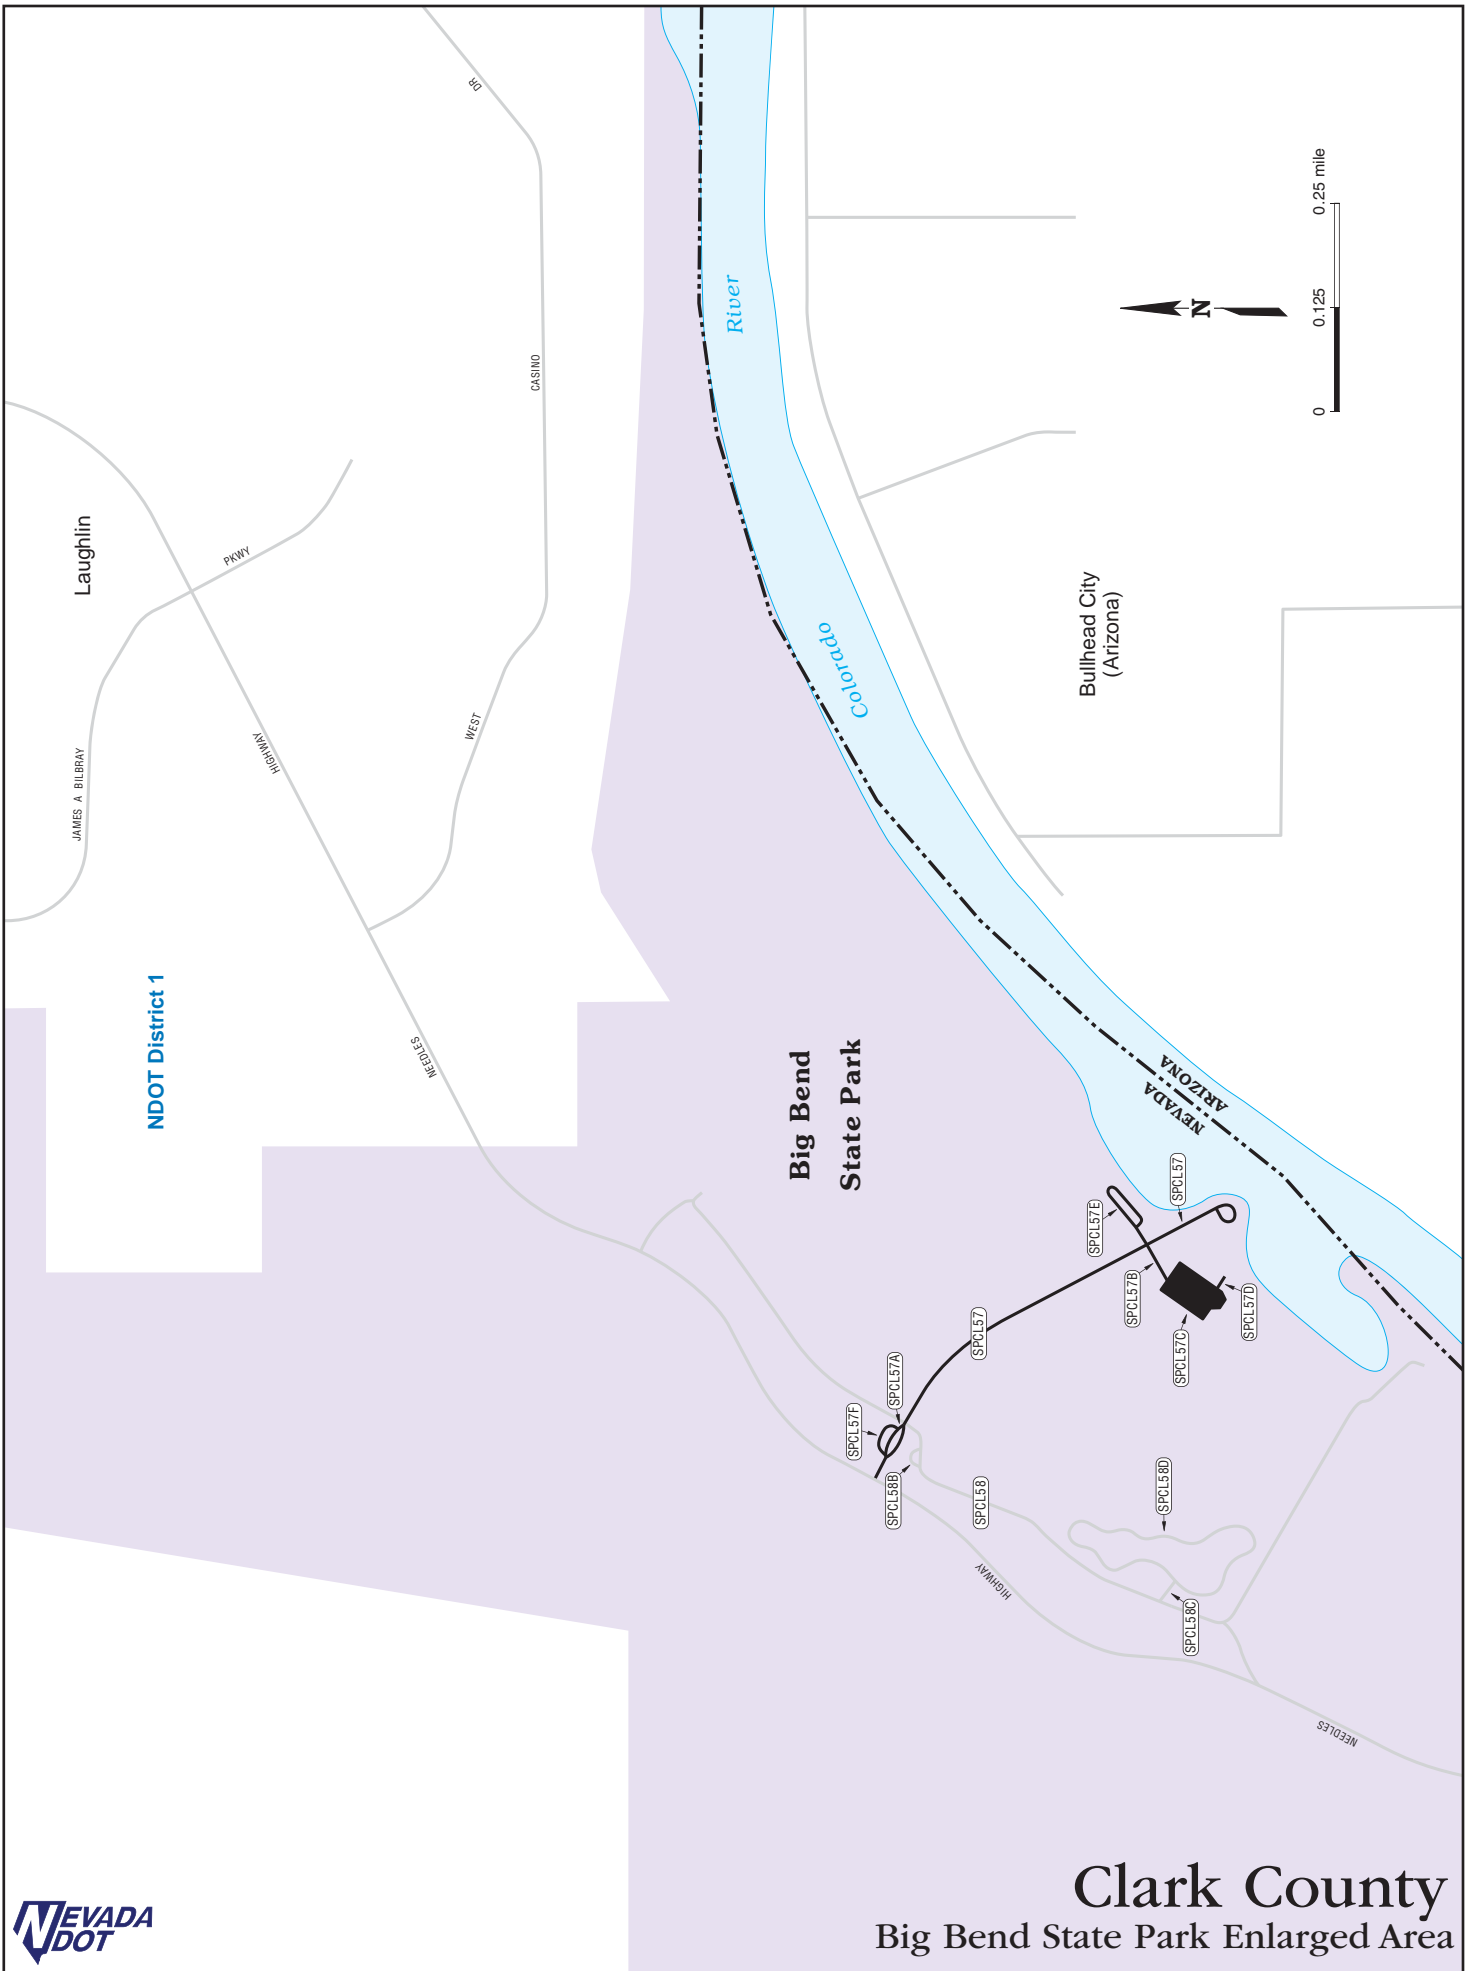 DR
River
0 0.125 0.25 mile
N
CASINO
Laughlin
PKWY
Colorado
Bullhead City
(Arizona)
WEST
HIGHWAY
JAMES A BILBRAY
NDOT District 1
NEEDLES
Big Bend
State Park
NEVADA
ARIZONA
SPCL57
SPCL57E
SPCL57B
SPCL57D
SPCL57
SPCL57C
SPCL57A
SPCL57F
SPCL58B
SPCL58
SPCL58D
HIGHWAY
SPCL58C
NEEDLES
Clark County
Big Bend State Park Enlarged Area
NEVADA
DOT